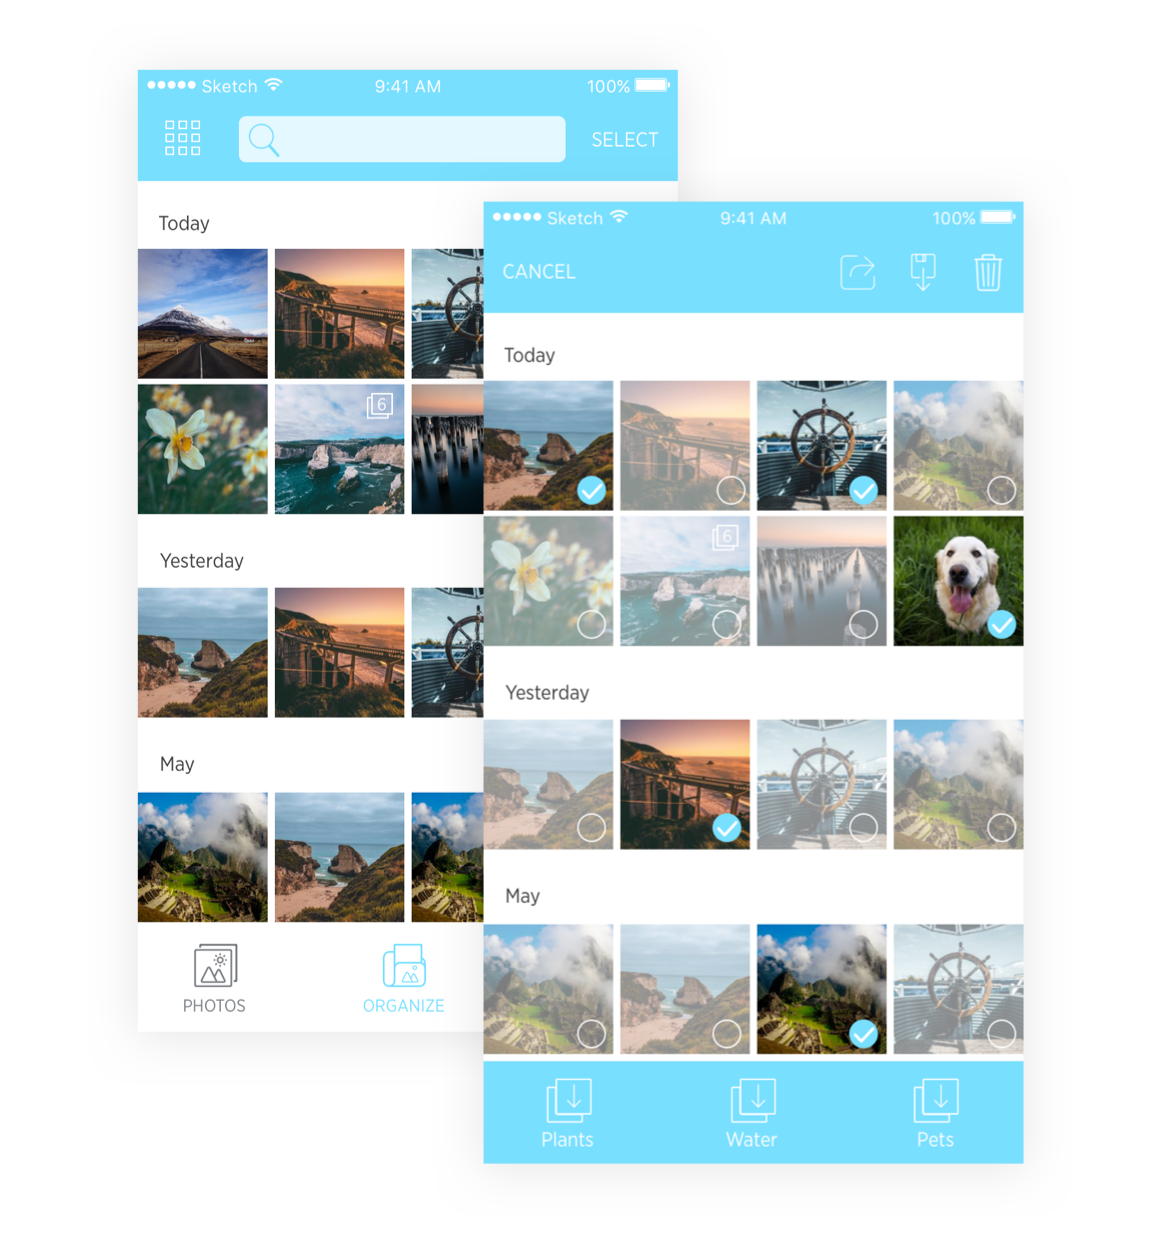 Sketch 9:41 AM 100%
SELECT
Today
6
Yesterday
May
PHOTOS ORGANIZE
Sketch 9:41 AM 100%
CANCEL
Today
6
Yesterday
May
Plants Water Pets